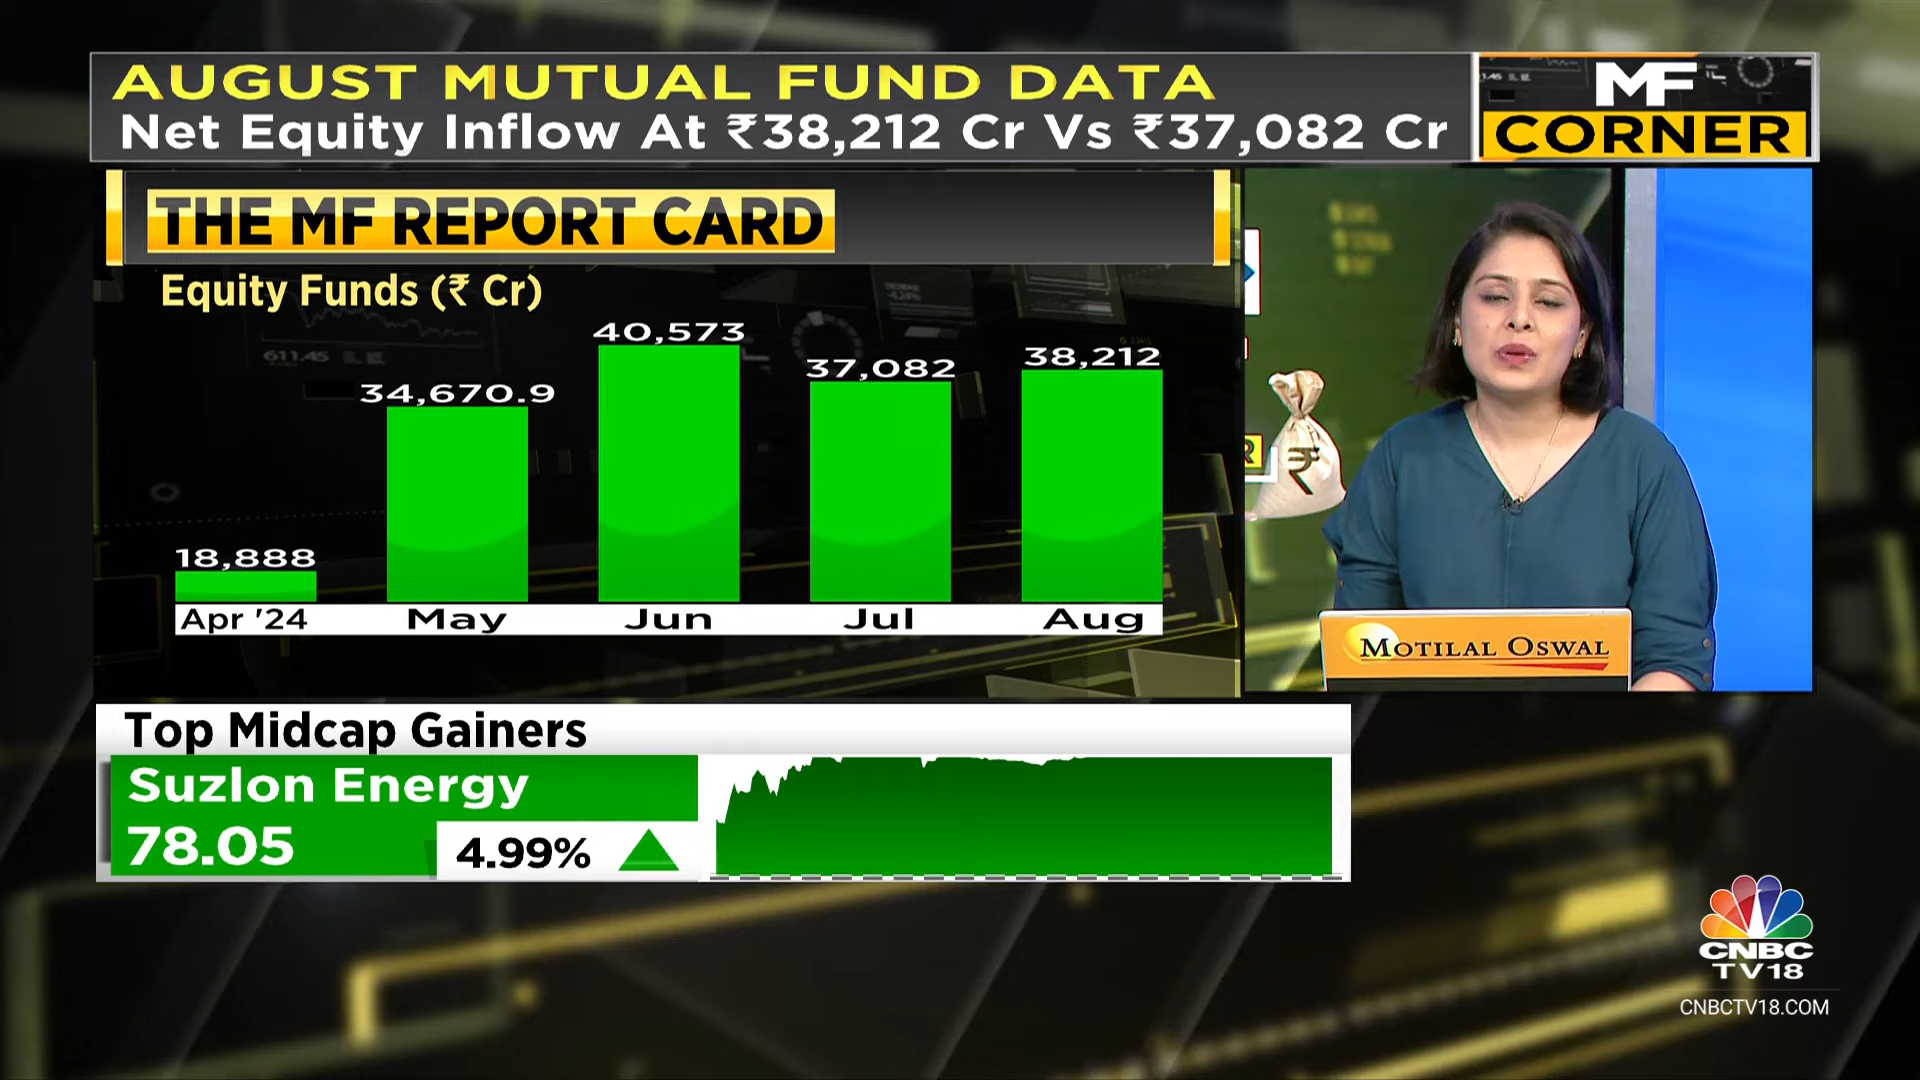 AUGUST MUTUAL FUND DATA
Net Equity Inflow At ₹38,212 Cr Vs ₹37,082 Cr
MF
CORNER
THE MF REPORT CARD
Equity Funds (₹ Cr)
18,888
34,670.9
40,573
37,082
38,212
Apr '24
May
Jun
Jul
Aug
611.45
R
₹
MOTILAL OSWAL
Top Midcap Gainers
Suzlon Energy
78.05
4.99%
CNBC
TV18
CNBCTV18.COM